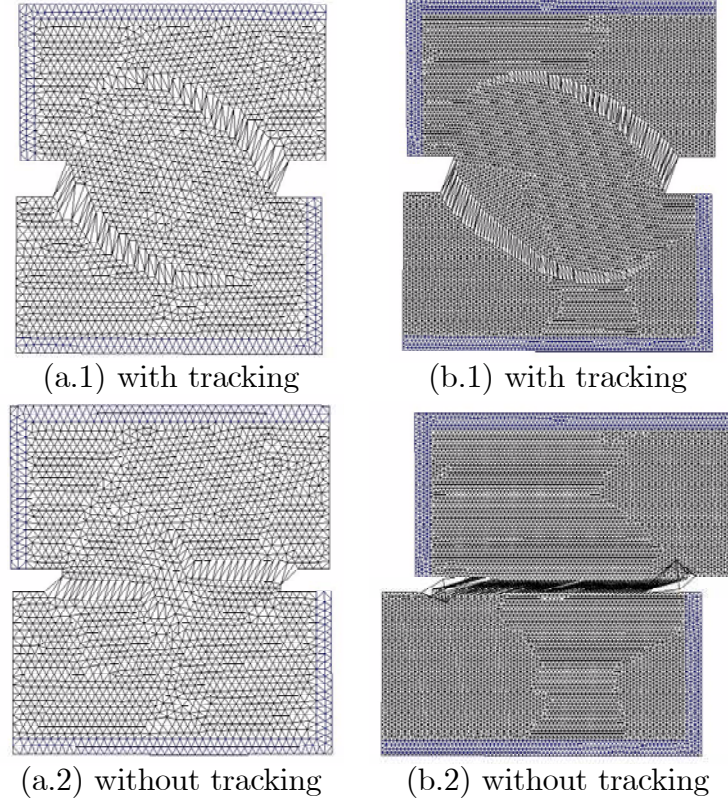 (a.1) with tracking
(b.1) with tracking
(a.2) without tracking
(b.2) without tracking